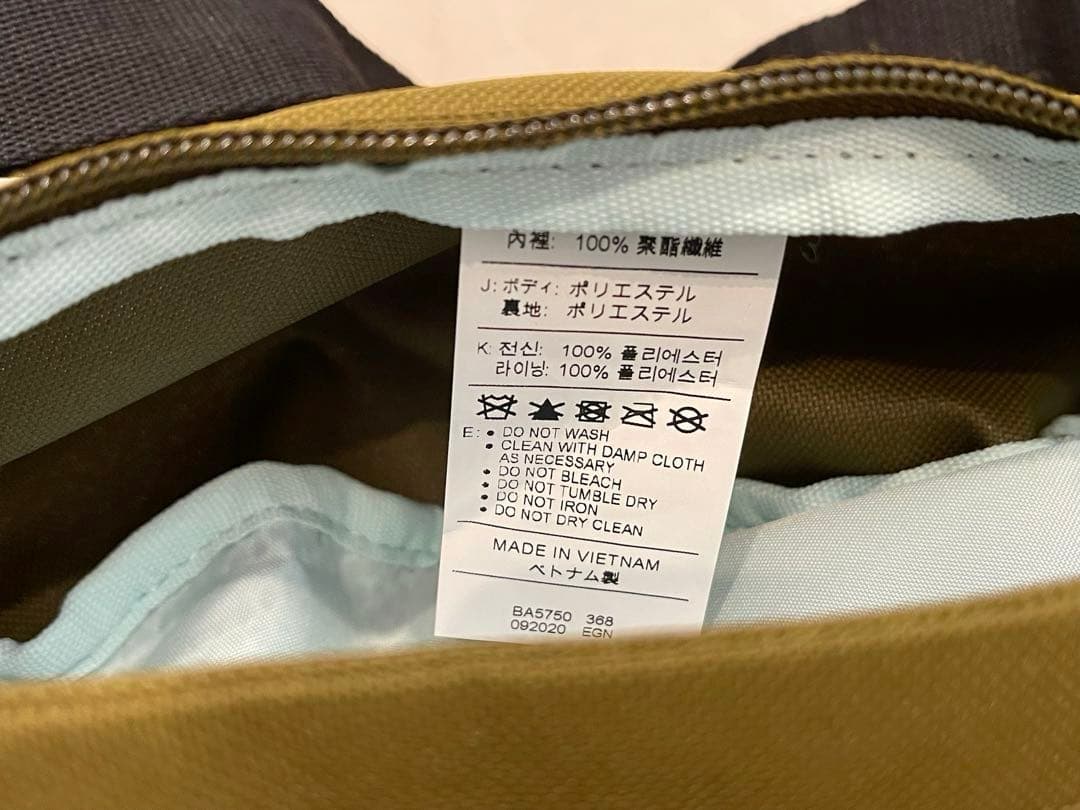 內裡: 100% 聚酯纖維
J: ボディ: ポリエステル
裏地: ポリエステル
K: 전신: 100% 폴리에스터
라이닝: 100% 폴리에스터
E: • DO NOT WASH
• CLEAN WITH DAMP CLOTH
AS NECESSARY
• DO NOT BLEACH
• DO NOT TUMBLE DRY
• DO NOT IRON
• DO NOT DRY CLEAN
MADE IN VIETNAM
ベトナム製
BA5750 368
092020 EGN